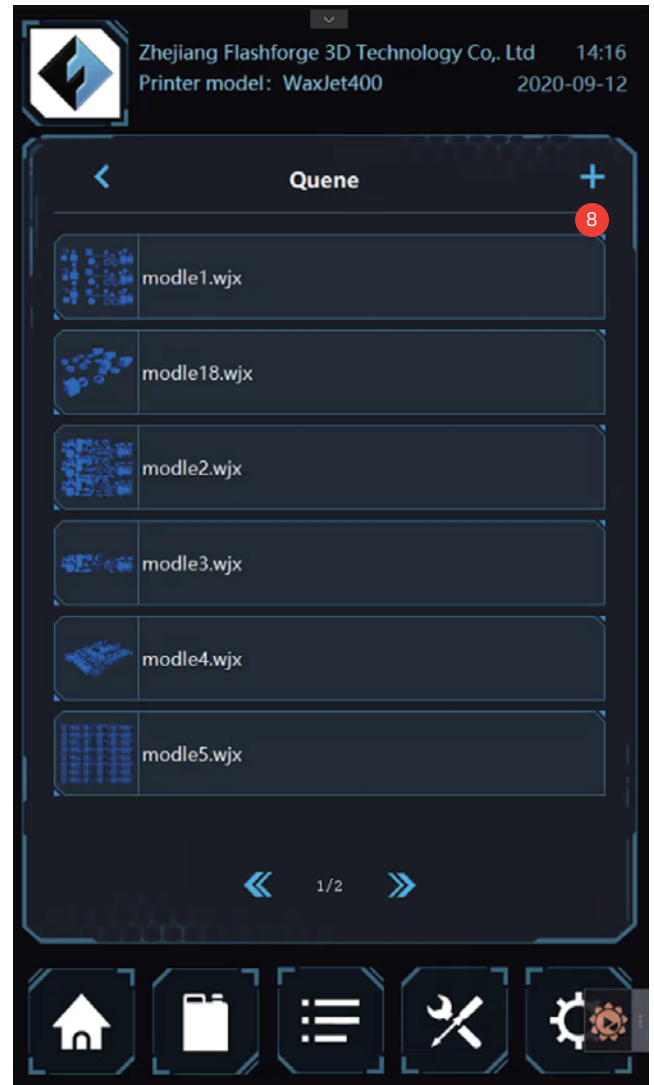 Zhejiang Flashforge 3D Technology Co,. Ltd 14:16
Printer model: WaxJet400 2020-09-12
Quene
8
modle1.wjx
modle18.wjx
modle2.wjx
modle3.wjx
modle4.wjx
modle5.wjx
1/2